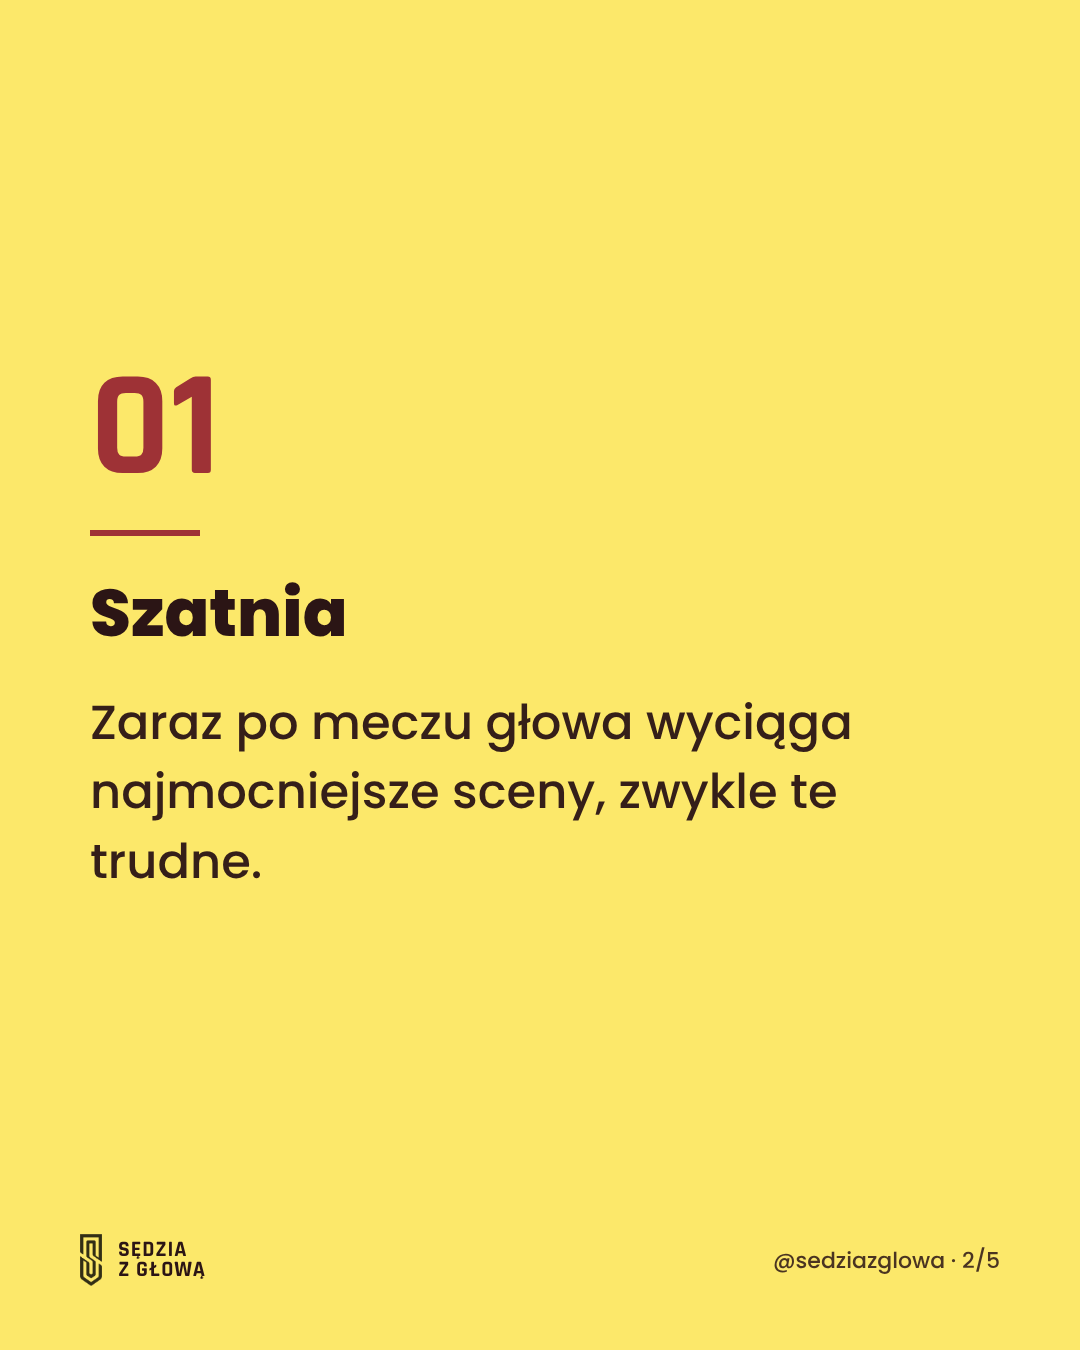 01
Szatnia
Zaraz po meczu głowa wyciąga
najmocniejsze sceny, zwykle te
trudne.
SĘDZIA
Z GŁOWĄ
@sedziazglowa · 2/5